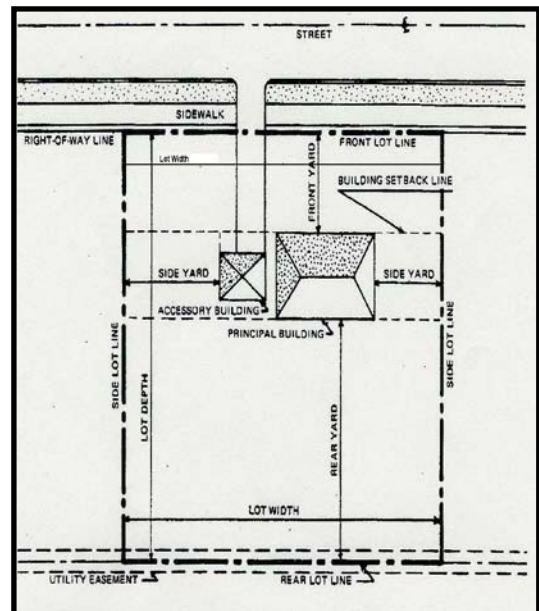 STREET
SIDEWALK
RIGHT-OF-WAY LINE
FRONT LOT LINE
Lot Width
FRONT YARD
BUILDING SETBACK LINE
SIDE YARD
SIDE YARD
ACCESSORY BUILDING
PRINCIPAL BUILDING
SIDE LOT LINE
LOT DEPTH
REAR YARD
SIDE LOT LINE
LOT WIDTH
UTILITY EASEMENT
REAR LOT LINE